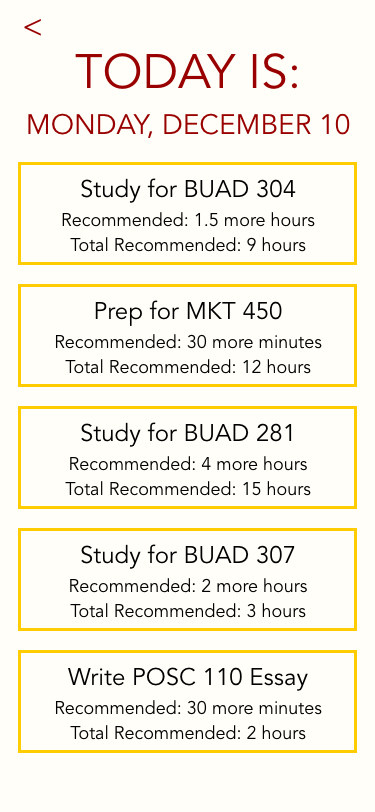 <
TODAY IS:
MONDAY, DECEMBER 10
Study for BUAD 304
Recommended: 1.5 more hours
Total Recommended: 9 hours
Prep for MKT 450
Recommended: 30 more minutes
Total Recommended: 12 hours
Study for BUAD 281
Recommended: 4 more hours
Total Recommended: 15 hours
Study for BUAD 307
Recommended: 2 more hours
Total Recommended: 3 hours
Write POSC 110 Essay
Recommended: 30 more minutes
Total Recommended: 2 hours